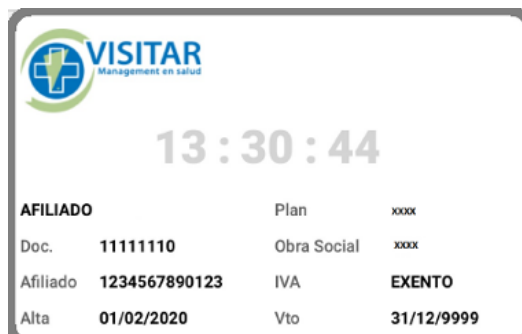 VISITAR
Management en salud
13 : 30 : 44
AFILIADO Plan xxxx
Doc. 11111110 Obra Social xxxx
Afiliado 1234567890123 IVA EXENTO
Alta 01/02/2020 Vto 31/12/9999